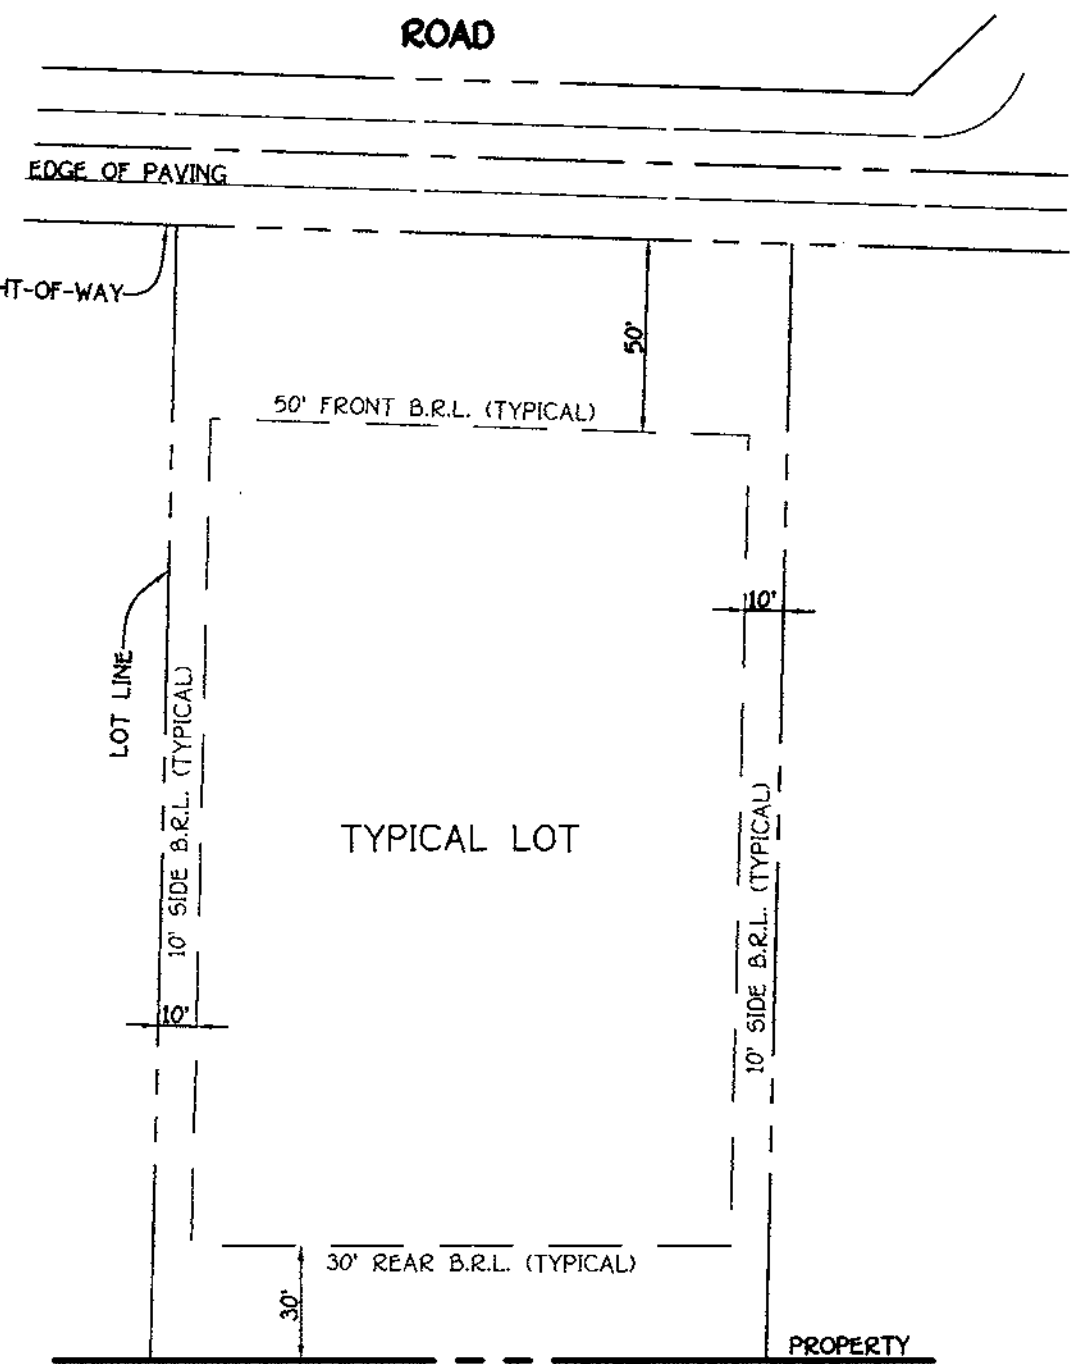 ROAD
EDGE OF PAVING
HT-OF-WAY
50'
50' FRONT B.R.L. (TYPICAL)
10'
LOT LINE
10' SIDE B.R.L. (TYPICAL)
TYPICAL LOT
10' SIDE B.R.L. (TYPICAL)
10'
30' REAR B.R.L. (TYPICAL)
30'
PROPERTY